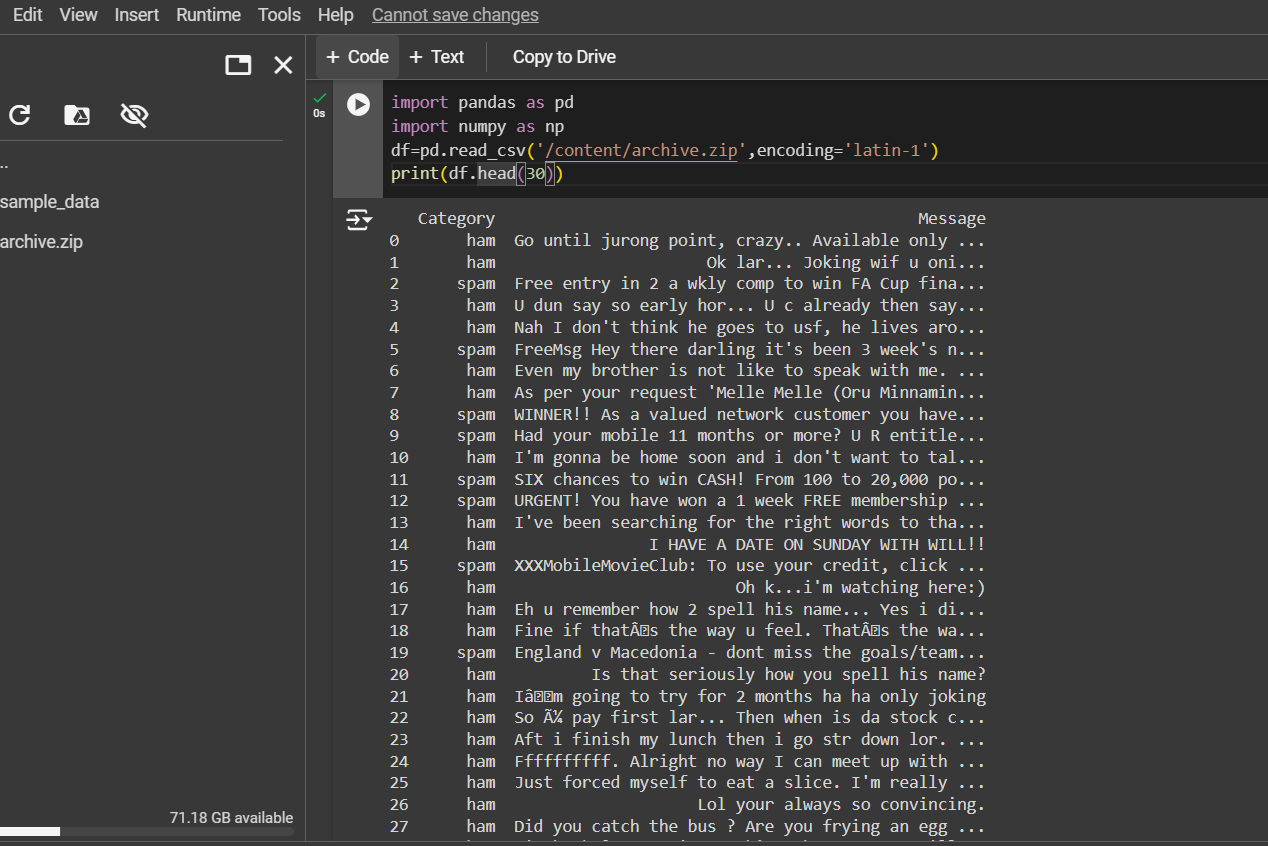 Edit View Insert Runtime Tools Help Cannot save changes
+ Code + Text Copy to Drive
..
sample_data
archive.zip
71.18 GB available
0s
import pandas as pd
import numpy as np
df=pd.read_csv('/content/archive.zip',encoding='latin-1')
print(df.head(30))
Category Message
0 ham Go until jurong point, crazy.. Available only ...
1 ham Ok lar... Joking wif u oni...
2 spam Free entry in 2 a wkly comp to win FA Cup fina...
3 ham U dun say so early hor... U c already then say...
4 ham Nah I don't think he goes to usf, he lives aro...
5 spam FreeMsg Hey there darling it's been 3 week's n...
6 ham Even my brother is not like to speak with me. ...
7 ham As per your request 'Melle Melle (Oru Minnamin...
8 spam WINNER!! As a valued network customer you have...
9 spam Had your mobile 11 months or more? U R entitle...
10 ham I'm gonna be home soon and i don't want to tal...
11 spam SIX chances to win CASH! From 100 to 20,000 po...
12 spam URGENT! You have won a 1 week FREE membership ...
13 ham I've been searching for the right words to tha...
14 ham I HAVE A DATE ON SUNDAY WITH WILL!!
15 spam XXXMobileMovieClub: To use your credit, click ...
16 ham Oh k...i'm watching here:)
17 ham Eh u remember how 2 spell his name... Yes i di...
18 ham Fine if thatÂs the way u feel. ThatÂs the wa...
19 spam England v Macedonia - dont miss the goals/team...
20 ham Is that seriously how you spell his name?
21 ham Iâm going to try for 2 months ha ha only joking
22 ham So Ã¼ pay first lar... Then when is da stock c...
23 ham Aft i finish my lunch then i go str down lor. ...
24 ham Ffffffffff. Alright no way I can meet up with ...
25 ham Just forced myself to eat a slice. I'm really ...
26 ham Lol your always so convincing.
27 ham Did you catch the bus ? Are you frying an egg ...